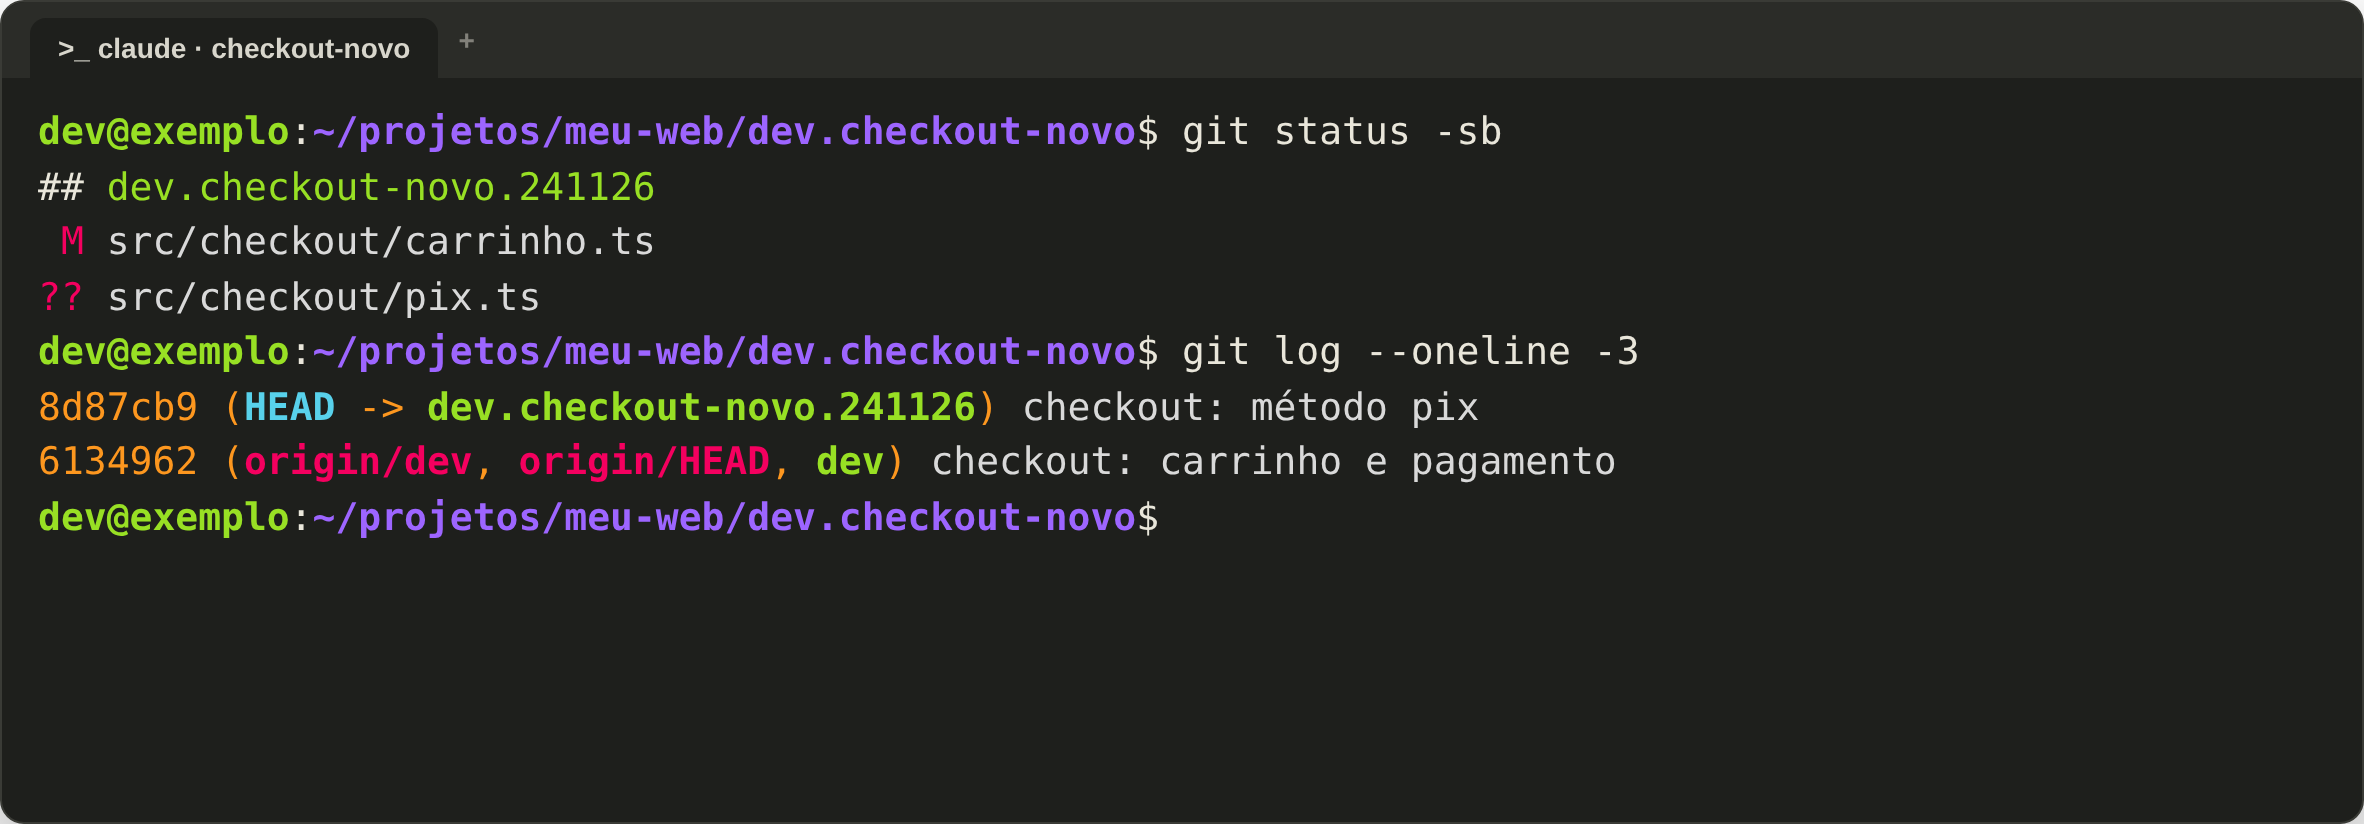 >_ claude · checkout-novo +
dev@exemplo:~/projetos/meu-web/dev.checkout-novo$ git status -sb
## dev.checkout-novo.241126
 M src/checkout/carrinho.ts
?? src/checkout/pix.ts
dev@exemplo:~/projetos/meu-web/dev.checkout-novo$ git log --oneline -3
8d87cb9 (HEAD -> dev.checkout-novo.241126) checkout: método pix
6134962 (origin/dev, origin/HEAD, dev) checkout: carrinho e pagamento
dev@exemplo:~/projetos/meu-web/dev.checkout-novo$